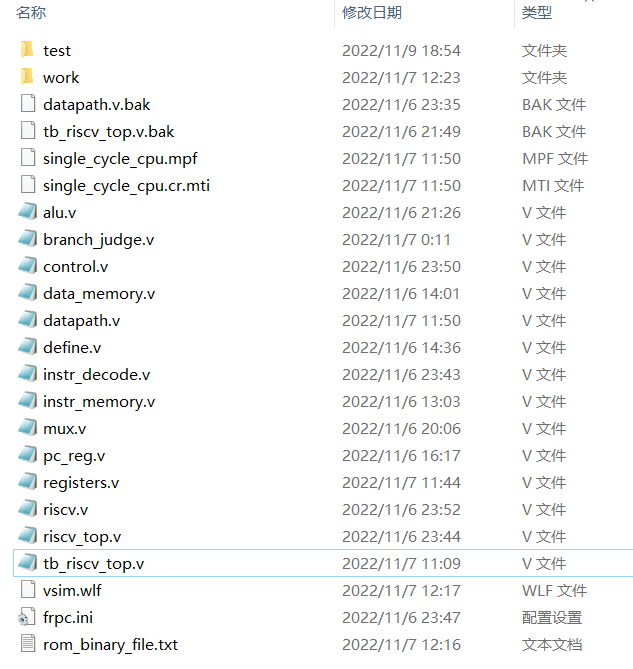 名称 修改日期 类型
test 2022/11/9 18:54 文件夹
work 2022/11/7 12:23 文件夹
datapath.v.bak 2022/11/6 23:35 BAK 文件
tb_riscv_top.v.bak 2022/11/6 21:49 BAK 文件
single_cycle_cpu.mpf 2022/11/7 11:50 MPF 文件
single_cycle_cpu.cr.mti 2022/11/7 11:50 MTI 文件
alu.v 2022/11/6 21:26 V 文件
branch_judge.v 2022/11/7 0:11 V 文件
control.v 2022/11/6 23:50 V 文件
data_memory.v 2022/11/6 14:01 V 文件
datapath.v 2022/11/7 11:50 V 文件
define.v 2022/11/6 14:36 V 文件
instr_decode.v 2022/11/6 23:43 V 文件
instr_memory.v 2022/11/6 13:03 V 文件
mux.v 2022/11/6 20:06 V 文件
pc_reg.v 2022/11/6 16:17 V 文件
registers.v 2022/11/7 11:44 V 文件
riscv.v 2022/11/6 23:52 V 文件
riscv_top.v 2022/11/6 23:44 V 文件
tb_riscv_top.v 2022/11/7 11:09 V 文件
vsim.wlf 2022/11/7 12:17 WLF 文件
frpc.ini 2022/11/6 23:47 配置设置
rom_binary_file.txt 2022/11/7 12:16 文本文档